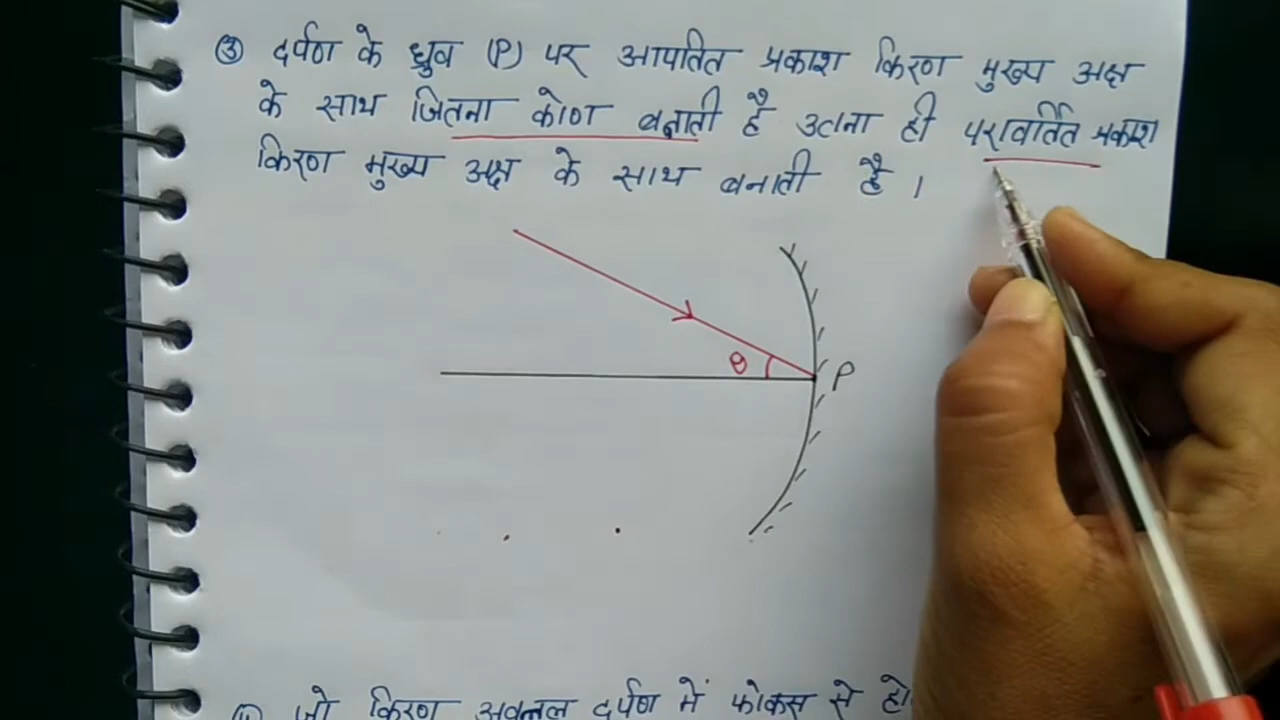 ③ दर्पण के ध्रुव (P) पर आपतित प्रकाश किरण मुख्य अक्ष
के साथ जितना कोण बनाती है उतना ही परावर्तित प्रकाश
किरण मुख्य अक्ष के साथ बनाती है ।
θ
P
जो किरण अवतल दर्पण में फोकस से